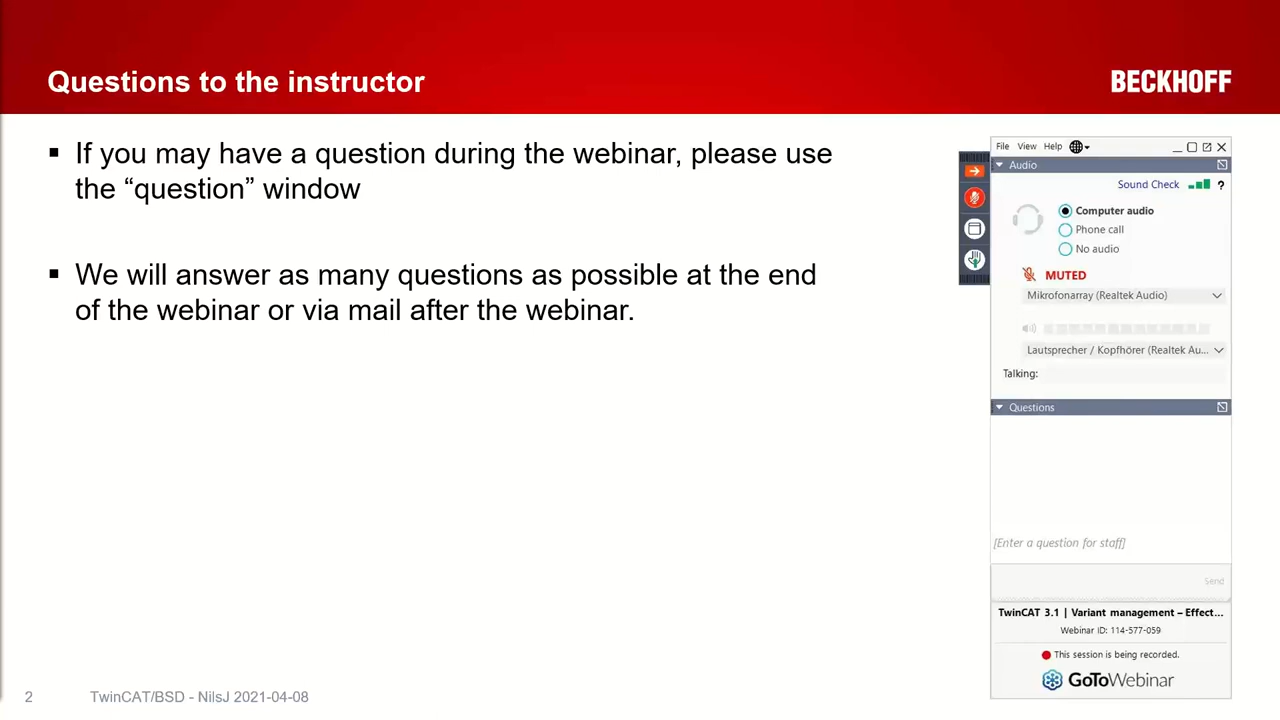 Questions to the instructor
BECKHOFF
▪ If you may have a question during the webinar, please use
the “question” window
▪ We will answer as many questions as possible at the end
of the webinar or via mail after the webinar.
File View Help
Audio
Sound Check ?
Computer audio
Phone call
No audio
MUTED
Mikrofonarray (Realtek Audio)
Lautsprecher / Kopfhörer (Realtek Au...
Talking:
Questions
[Enter a question for staff]
Send
TwinCAT 3.1 | Variant management – Effect...
Webinar ID: 114-577-059
This session is being recorded.
GoToWebinar
2 TwinCAT/BSD - NilsJ 2021-04-08